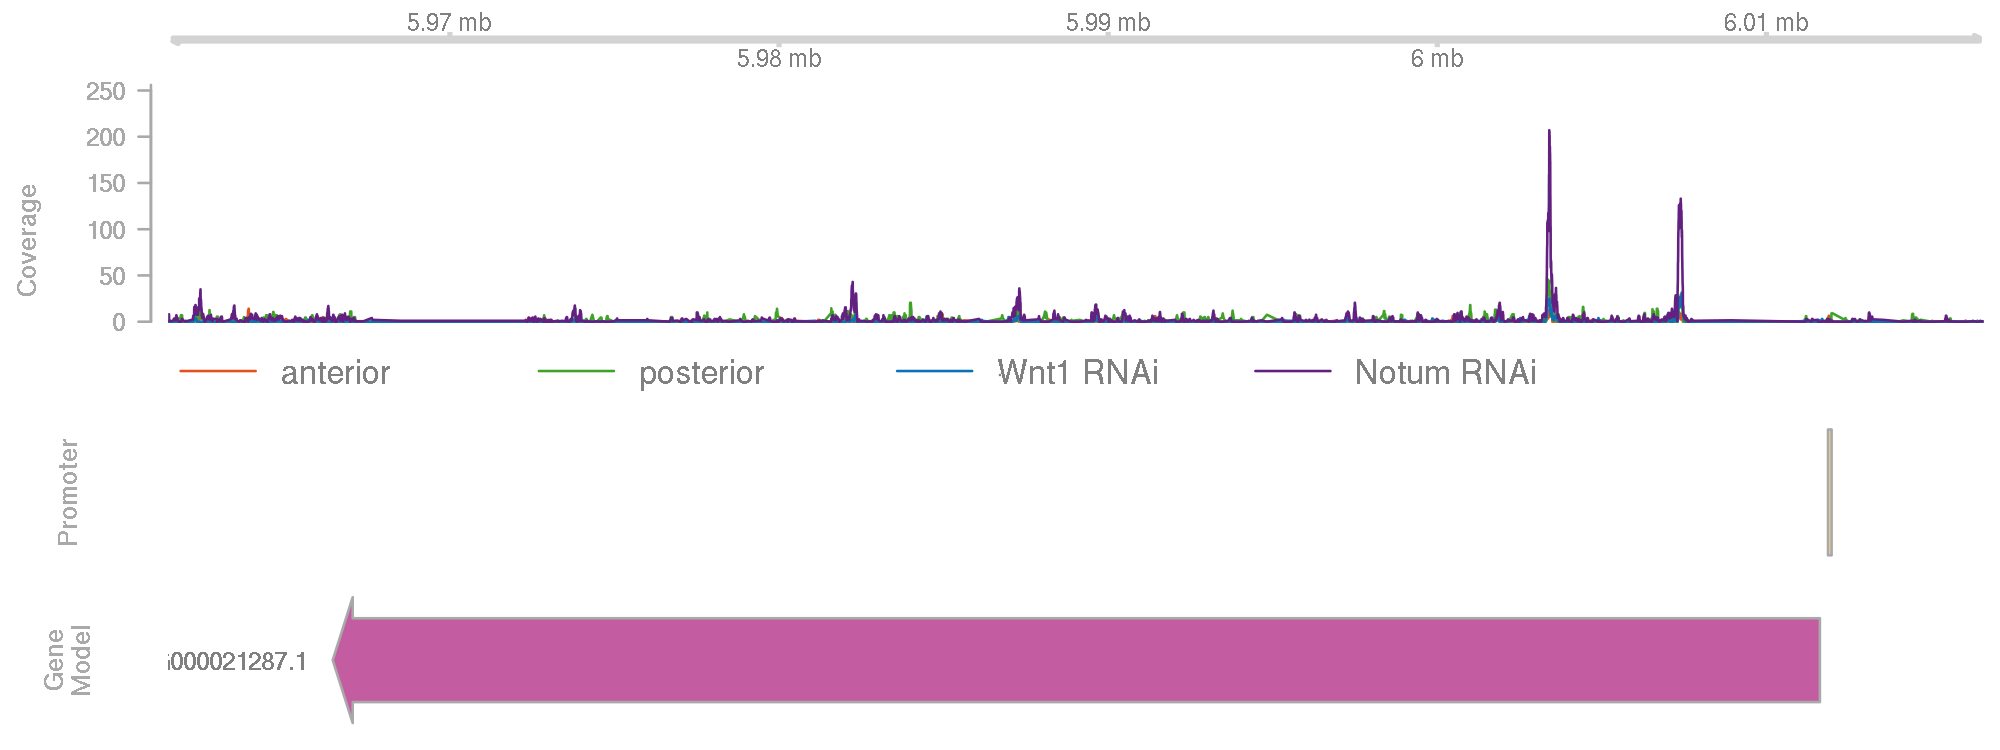 5.97 mb 5.99 mb 6.01 mb
5.98 mb 6 mb
250
200
150
100
50
0
Coverage
anterior posterior Wnt1 RNAi Notum RNAi
Promoter
Gene
Model
i000021287.1